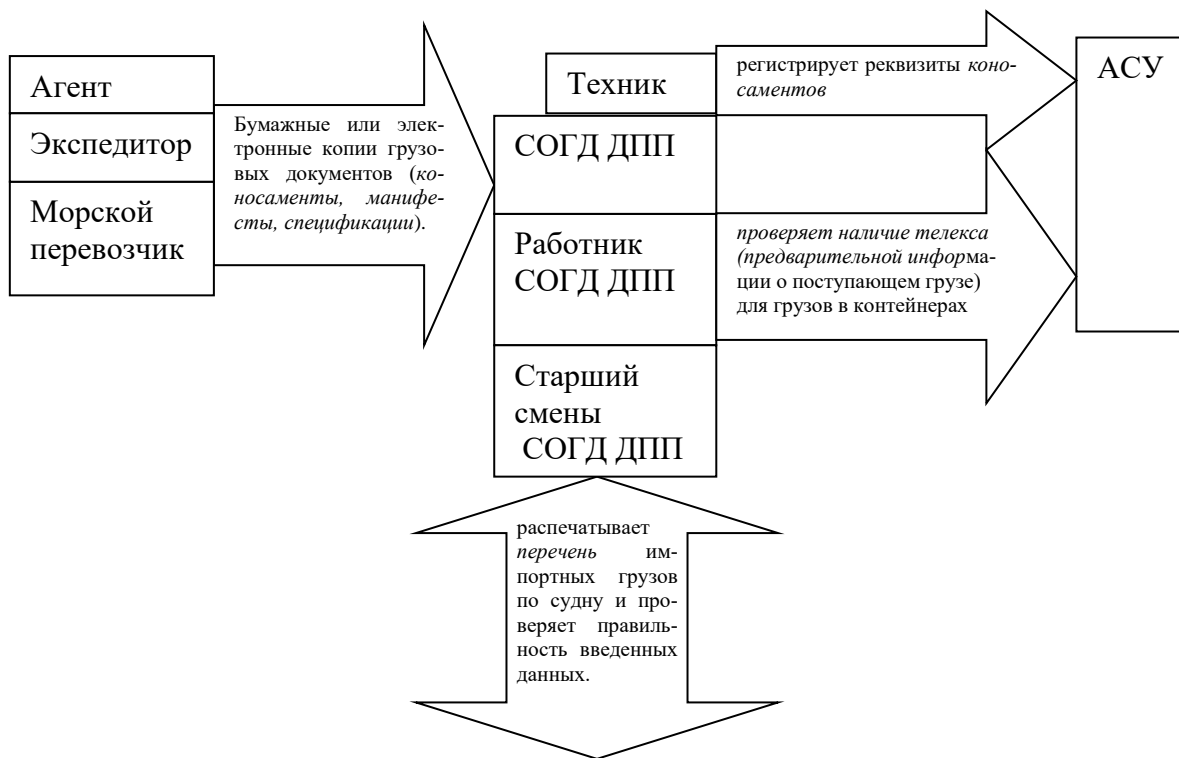 Агент
Экспедитор
Морской
перевозчик
Бумажные или элек-
тронные копии грузо-
вых документов (ко-
носаменты, манифе-
сты, спецификации).
Техник
СОГД ДПП
Работник
СОГД ДПП
Старший
смены
СОГД ДПП
регистрирует реквизиты коно-
саментов
проверяет наличие телекса
(предварительной информа-
ции о поступающем грузе)
для грузов в контейнерах
АСУ
распечатывает
перечень им-
портных грузов
по судну и про-
веряет правиль-
ность введенных
данных.